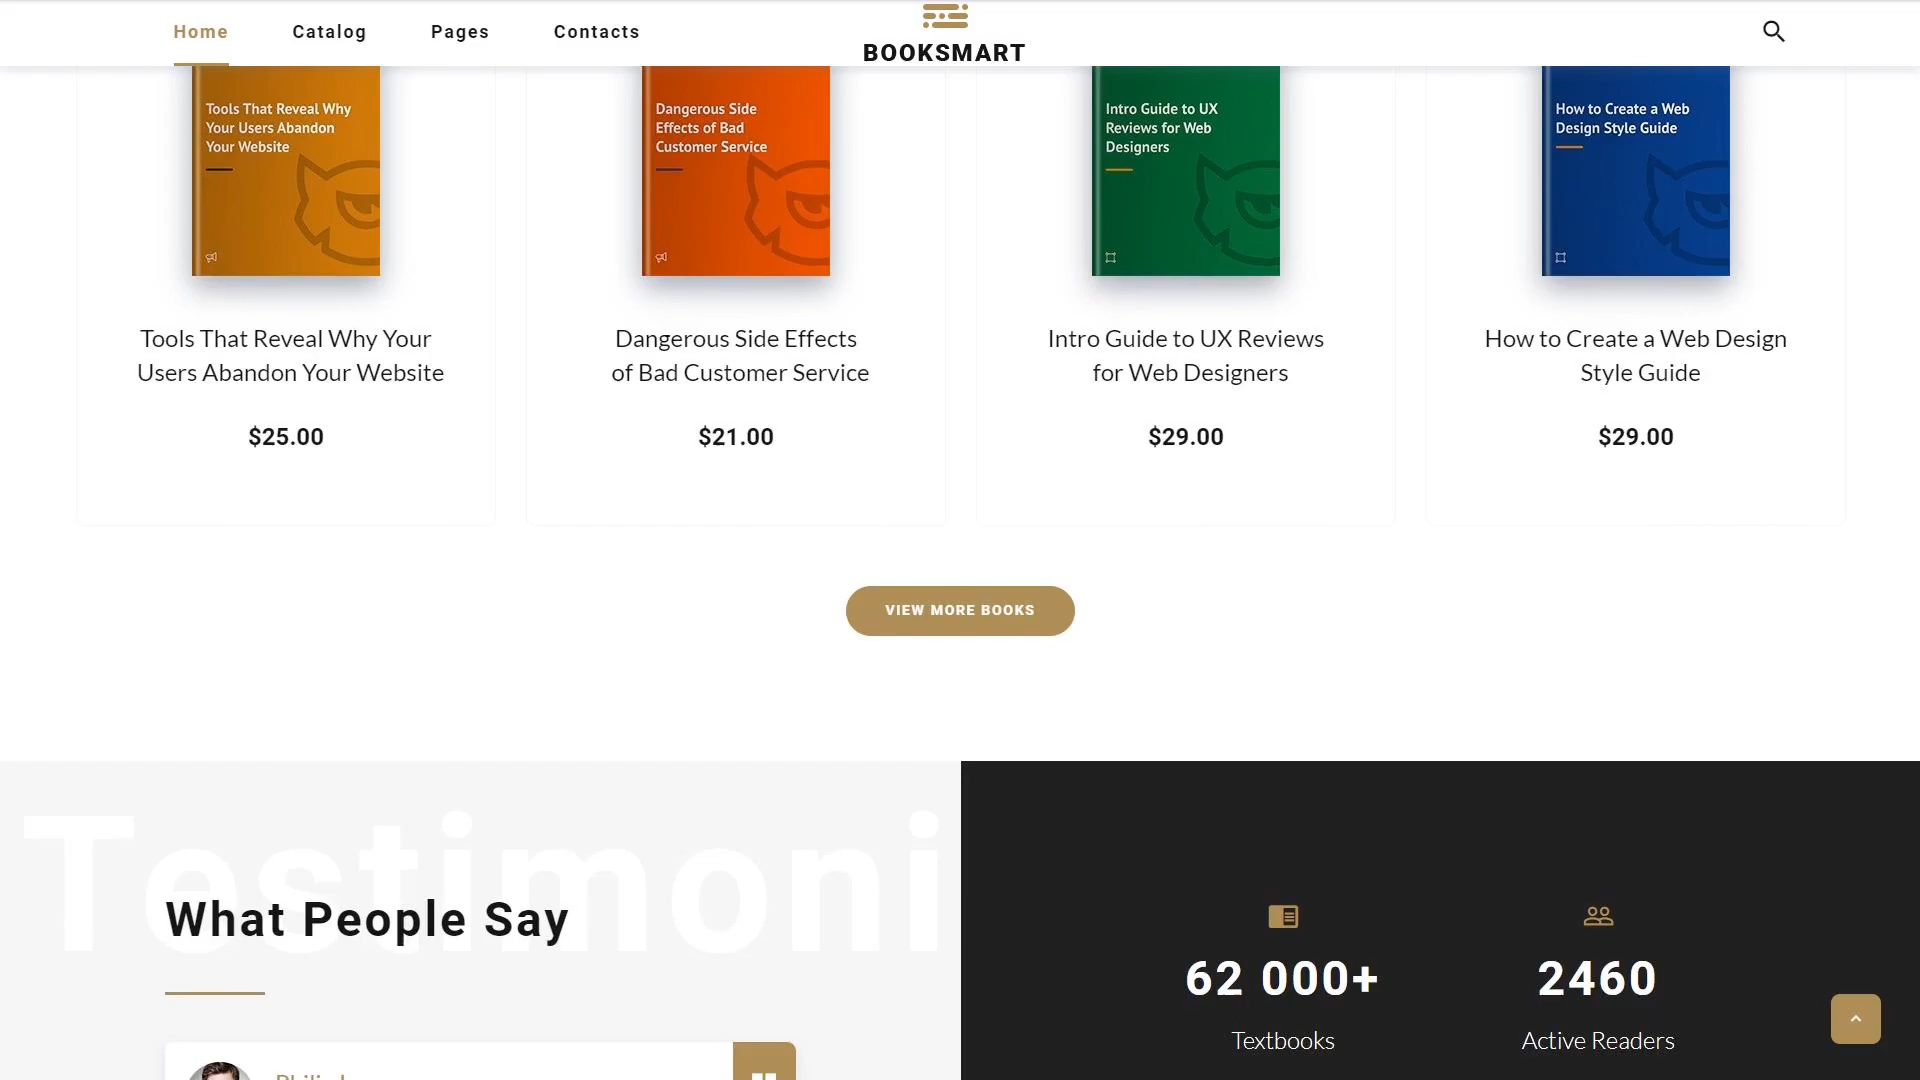 Home
Catalog
Pages
Contacts
BOOKSMART
Tools That Reveal Why
Your Users Abandon
Your Website
Dangerous Side
Effects of Bad
Customer Service
Intro Guide to UX
Reviews for Web
Designers
How to Create a Web
Design Style Guide
Tools That Reveal Why Your
Users Abandon Your Website
$25.00
Dangerous Side Effects
of Bad Customer Service
$21.00
Intro Guide to UX Reviews
for Web Designers
$29.00
How to Create a Web Design
Style Guide
$29.00
VIEW MORE BOOKS
Testimoni
What People Say
62 000+
Textbooks
2460
Active Readers